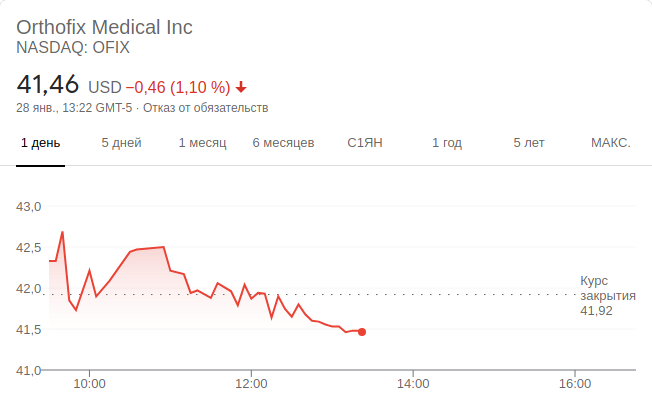 Orthofix Medical Inc
NASDAQ: OFIX
41,46 USD −0,46 (1,10 %)
28 янв., 13:22 GMT-5 · Отказ от обязательств
1 день 5 дней 1 месяц 6 месяцев С1ЯН 1 год 5 лет МАКС.
43,0
42,5
42,0
41,5
41,0
Курс
закрытия
41,92
10:00 12:00 14:00 16:00